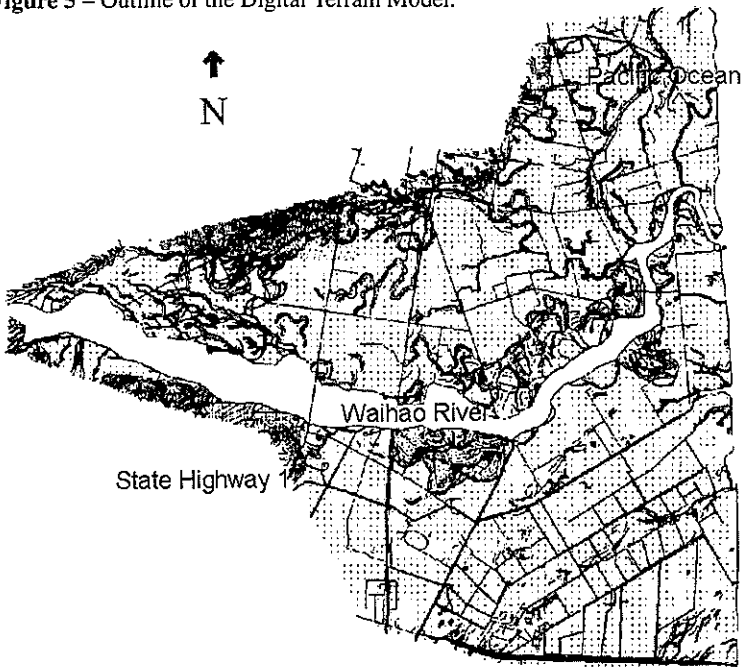 Figure 5 – Outline of the Digital Terrain Model.
N
Pacific Ocean
Waihao River
State Highway 1